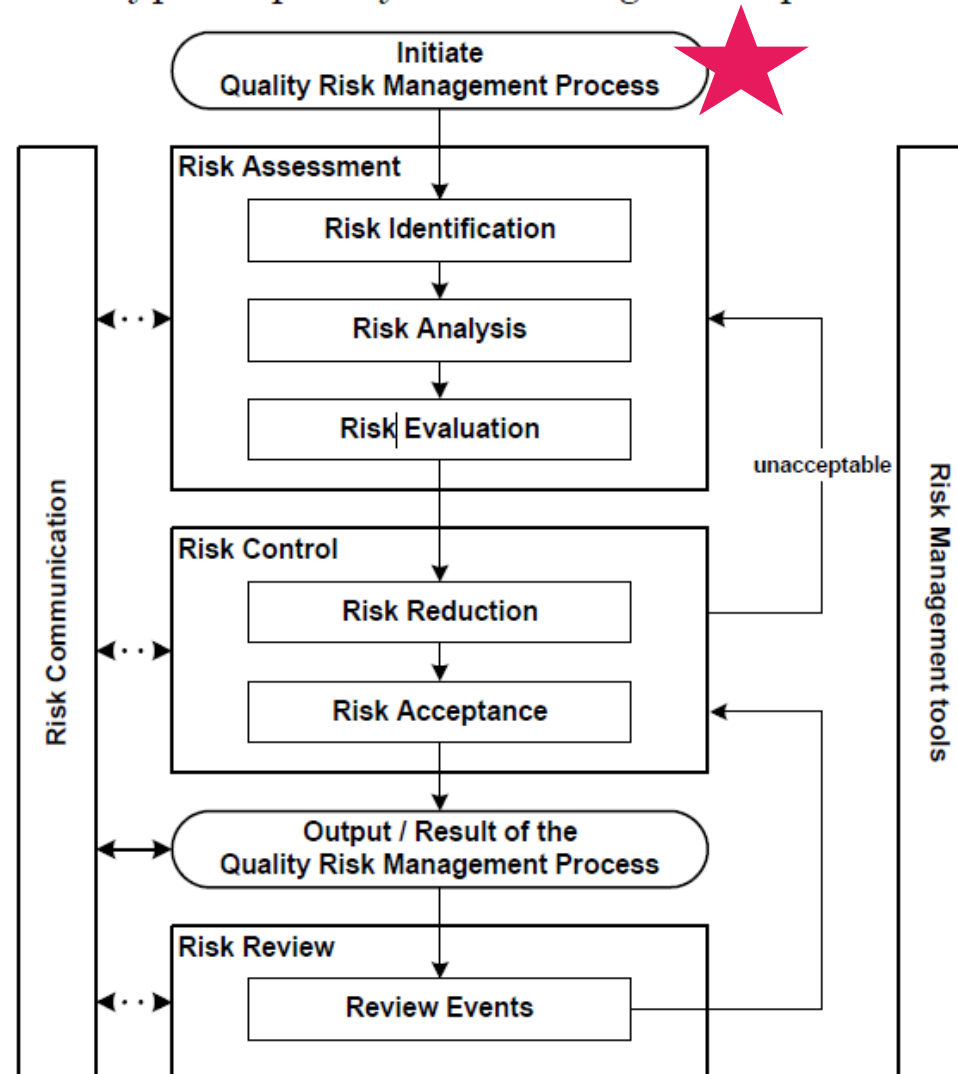 Initiate
Quality Risk Management Process
Risk Assessment
Risk Identification
Risk Analysis
Risk Evaluation
unacceptable
Risk Control
Risk Reduction
Risk Acceptance
Output / Result of the
Quality Risk Management Process
Risk Review
Review Events
Risk Communication
Risk Management tools